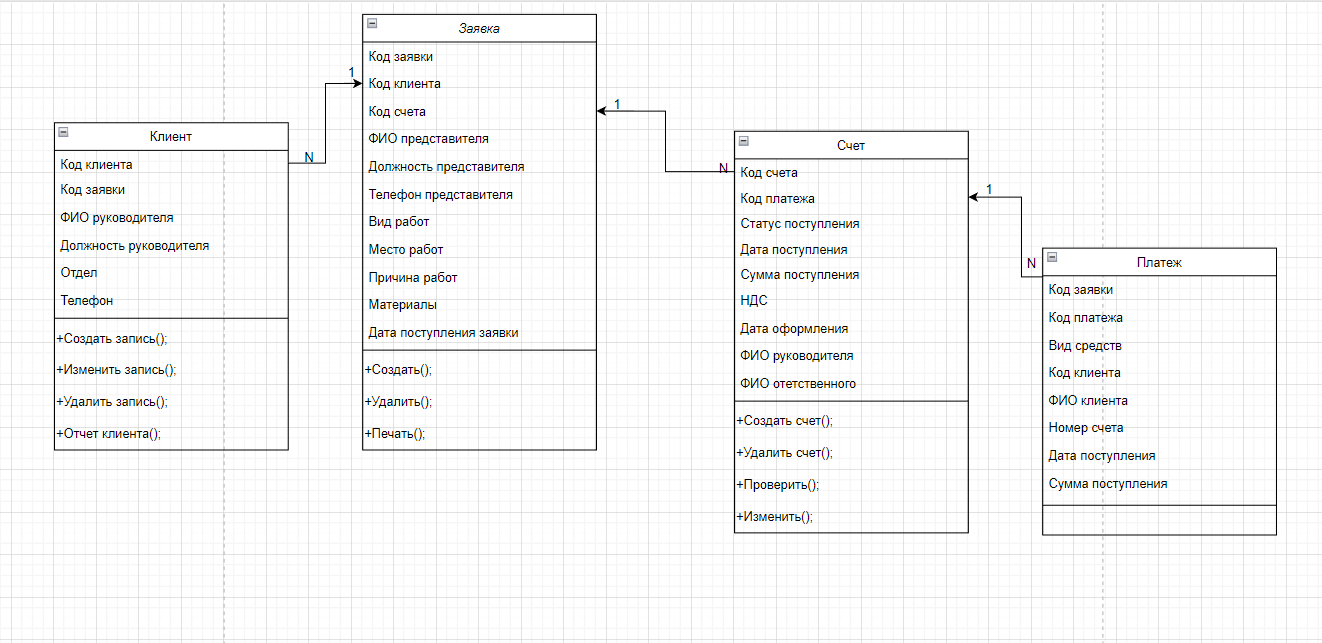 Клиент
Код клиента
Код заявки
ФИО руководителя
Должность руководителя
Отдел
Телефон
+Создать запись();
+Изменить запись();
+Удалить запись();
+Отчет клиента();
N
1
Заявка
Код заявки
Код клиента
Код счета
ФИО представителя
Должность представителя
Телефон представителя
Вид работ
Место работ
Причина работ
Материалы
Дата поступления заявки
+Создать();
+Удалить();
+Печать();
1
N
Счет
Код счета
Код платежа
Статус поступления
Дата поступления
Сумма поступления
НДС
Дата оформления
ФИО руководителя
ФИО отетственного
+Создать счет();
+Удалить счет();
+Проверить();
+Изменить();
1
N
Платеж
Код заявки
Код платежа
Вид средств
Код клиента
ФИО клиента
Номер счета
Дата поступления
Сумма поступления